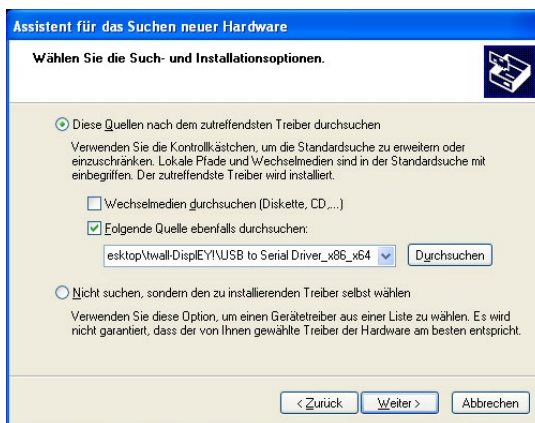 Assistent für das Suchen neuer Hardware
Wählen Sie die Such- und Installationsoptionen.
Diese Quellen nach dem zutreffendsten Treiber durchsuchen
Verwenden Sie die Kontrollkästchen, um die Standardsuche zu erweitern oder
einzuschränken. Lokale Pfade und Wechselmedien sind in der Standardsuche mit
einbegriffen. Der zutreffendste Treiber wird installiert.
Wechselmedien durchsuchen (Diskette, CD,...)
Folgende Quelle ebenfalls durchsuchen:
esktop\twall-DisplEY!\USB to Serial Driver_x86_x64
Durchsuchen
Nicht suchen, sondern den zu installierenden Treiber selbst wählen
Verwenden Sie diese Option, um einen Gerätetreiber aus einer Liste zu wählen. Es wird
nicht garantiert, dass der von Ihnen gewählte Treiber der Hardware am besten entspricht.
< Zurück Weiter > Abbrechen